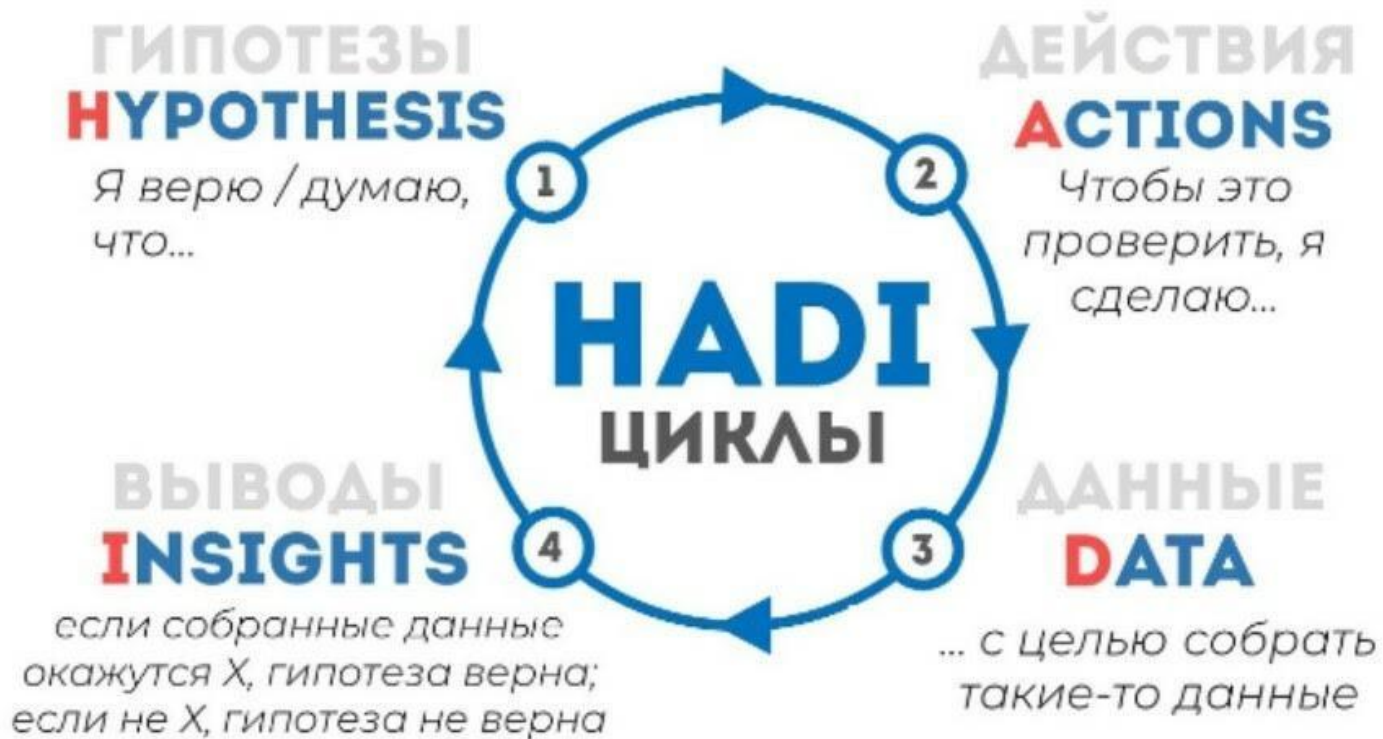 ГИПОТЕЗЫ
HYPOTHESIS
Я верю / думаю,
что...
1
ДЕЙСТВИЯ
ACTIONS
Чтобы это
проверить, я
сделаю...
2
HADI
ЦИКЛЫ
ДАННЫЕ
DATA
... с целью собрать
такие-то данные
3
ВЫВОДЫ
INSIGHTS
если собранные данные
окажутся X, гипотеза верна;
если не X, гипотеза не верна
4